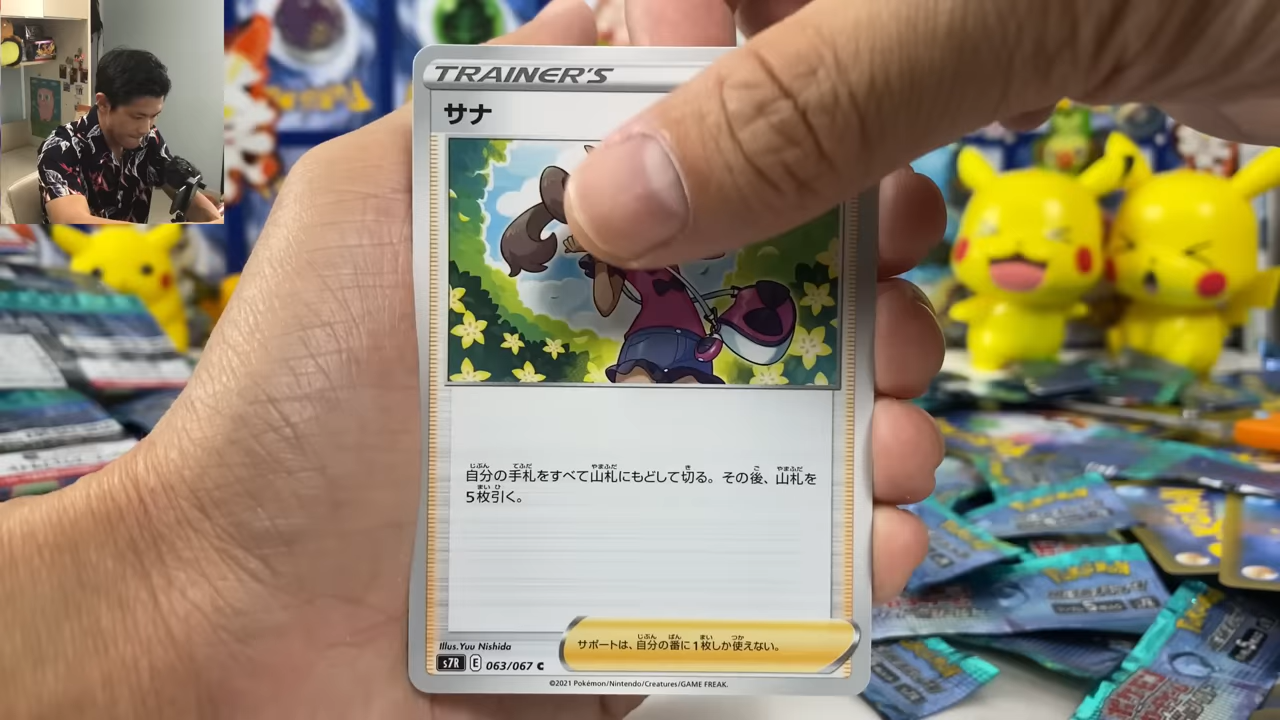 TRAINER'S
サナ
自分の手札をすべて山札にもどして切る。その後、山札を
5枚引く。
サポートは、自分の番に1枚しか使えない。
Illus.Yuu Nishida
s7R E 063/067 C
©2021 Pokémon/Nintendo/Creatures/GAME FREAK.